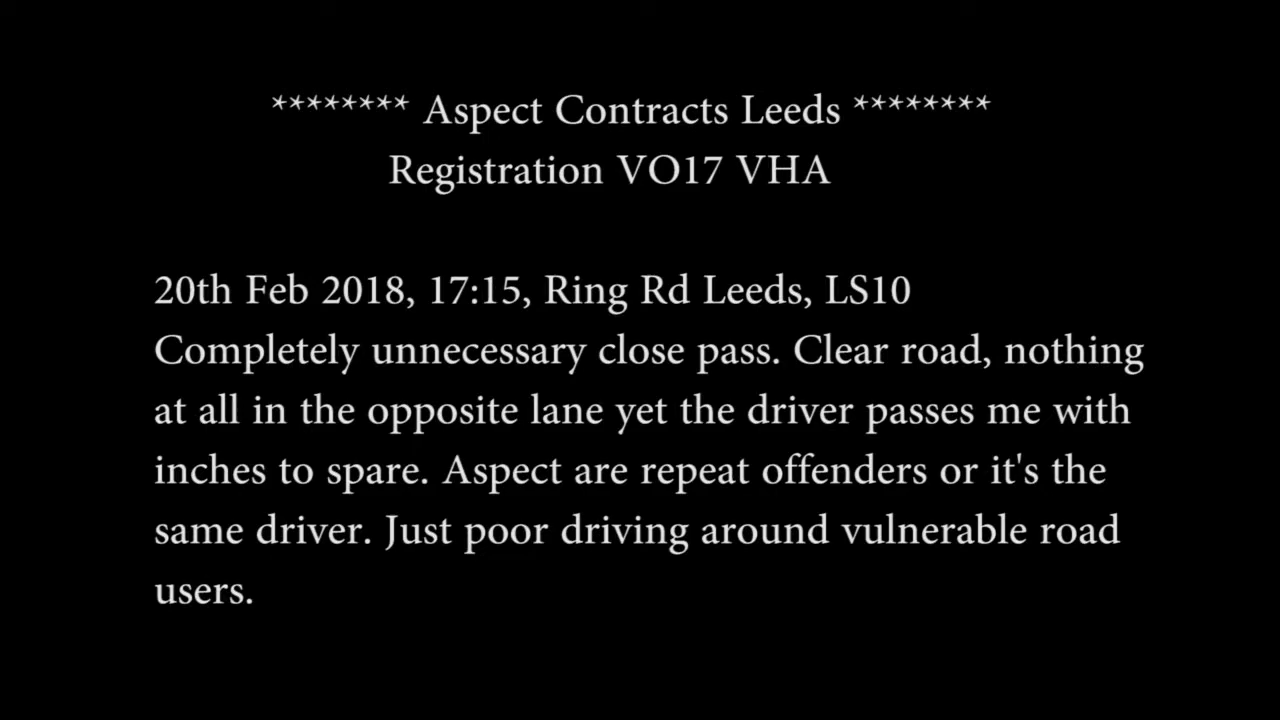 ******** Aspect Contracts Leeds ********
Registration VO17 VHA
20th Feb 2018, 17:15, Ring Rd Leeds, LS10
Completely unnecessary close pass. Clear road, nothing
at all in the opposite lane yet the driver passes me with
inches to spare. Aspect are repeat offenders or it's the
same driver. Just poor driving around vulnerable road
users.